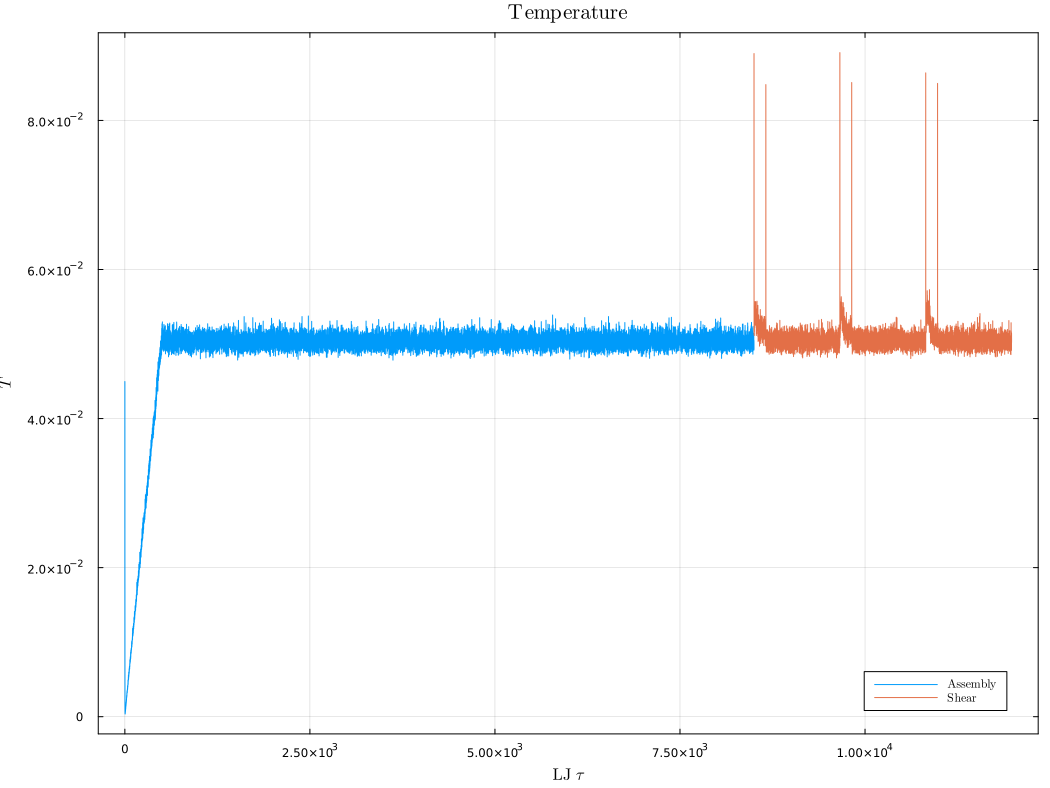 Temperature
8.0×10⁻²
6.0×10⁻²
4.0×10⁻²
2.0×10⁻²
0
T
0
2.50×10³
5.00×10³
7.50×10³
1.00×10⁴
LJ τ
Assembly
Shear